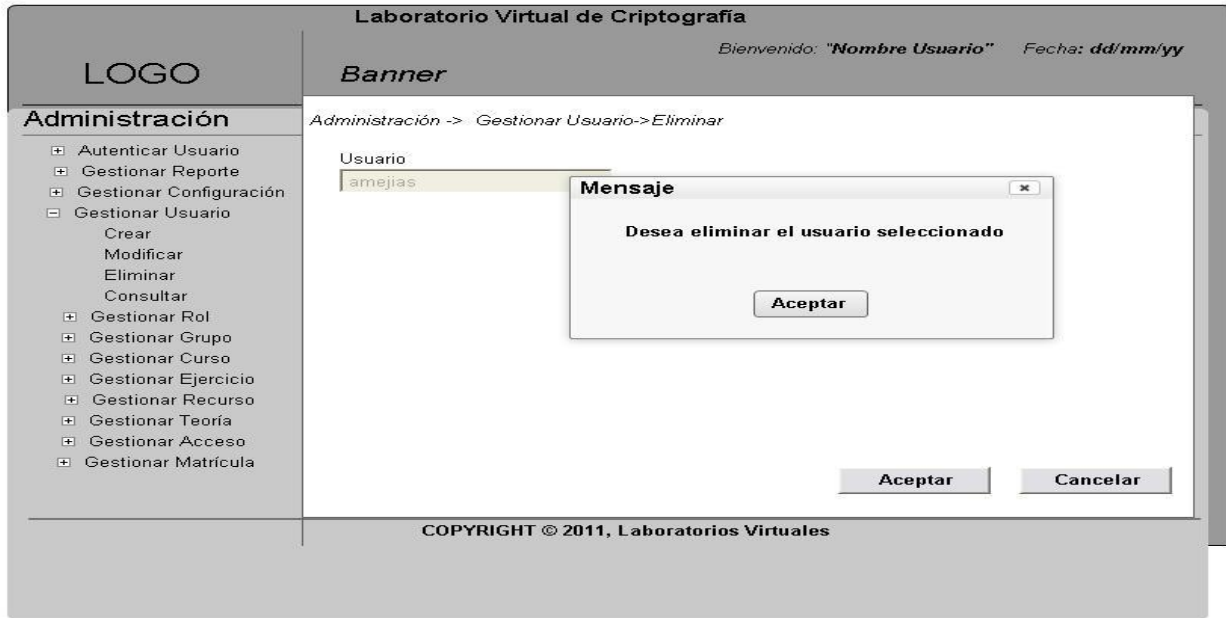 Laboratorio Virtual de Criptografía
Bienvenido: "Nombre Usuario" Fecha: dd/mm/yy
LOGO
Banner
Administración
Autenticar Usuario
Gestionar Reporte
Gestionar Configuración
Gestionar Usuario
Crear
Modificar
Eliminar
Consultar
Gestionar Rol
Gestionar Grupo
Gestionar Curso
Gestionar Ejercicio
Gestionar Recurso
Gestionar Teoría
Gestionar Acceso
Gestionar Matrícula
Administración -> Gestionar Usuario->Eliminar
Usuario
amejias
Mensaje
Desea eliminar el usuario seleccionado
Aceptar
Aceptar Cancelar
COPYRIGHT © 2011, Laboratorios Virtuales